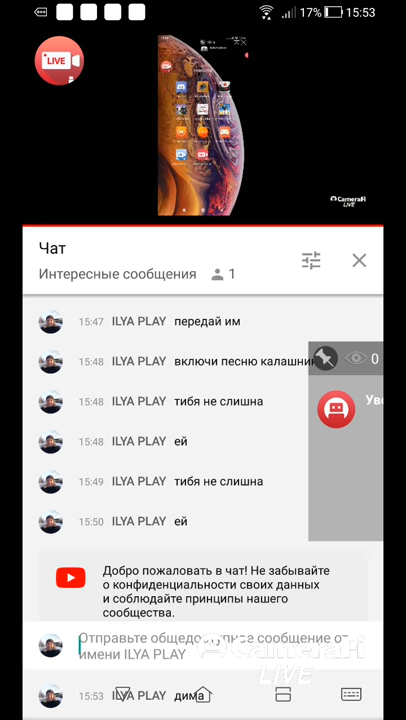 17% 15:53
LIVE
CameraFi
LIVE
Чат
Интересные сообщения 1
15:47 ILYA PLAY передай им
15:48 ILYA PLAY включи песню калашник
0
15:48 ILYA PLAY тибя не слишна
Уве
15:48 ILYA PLAY ей
15:49 ILYA PLAY тибя не слишна
15:50 ILYA PLAY ей
Добро пожаловать в чат! Не забывайте
о конфиденциальности своих данных
и соблюдайте принципы нашего
сообщества.
Отправьте общедоступное сообщение от
имени ILYA PLAY
CameraFi
LIVE
15:53 ILYA PLAY дима